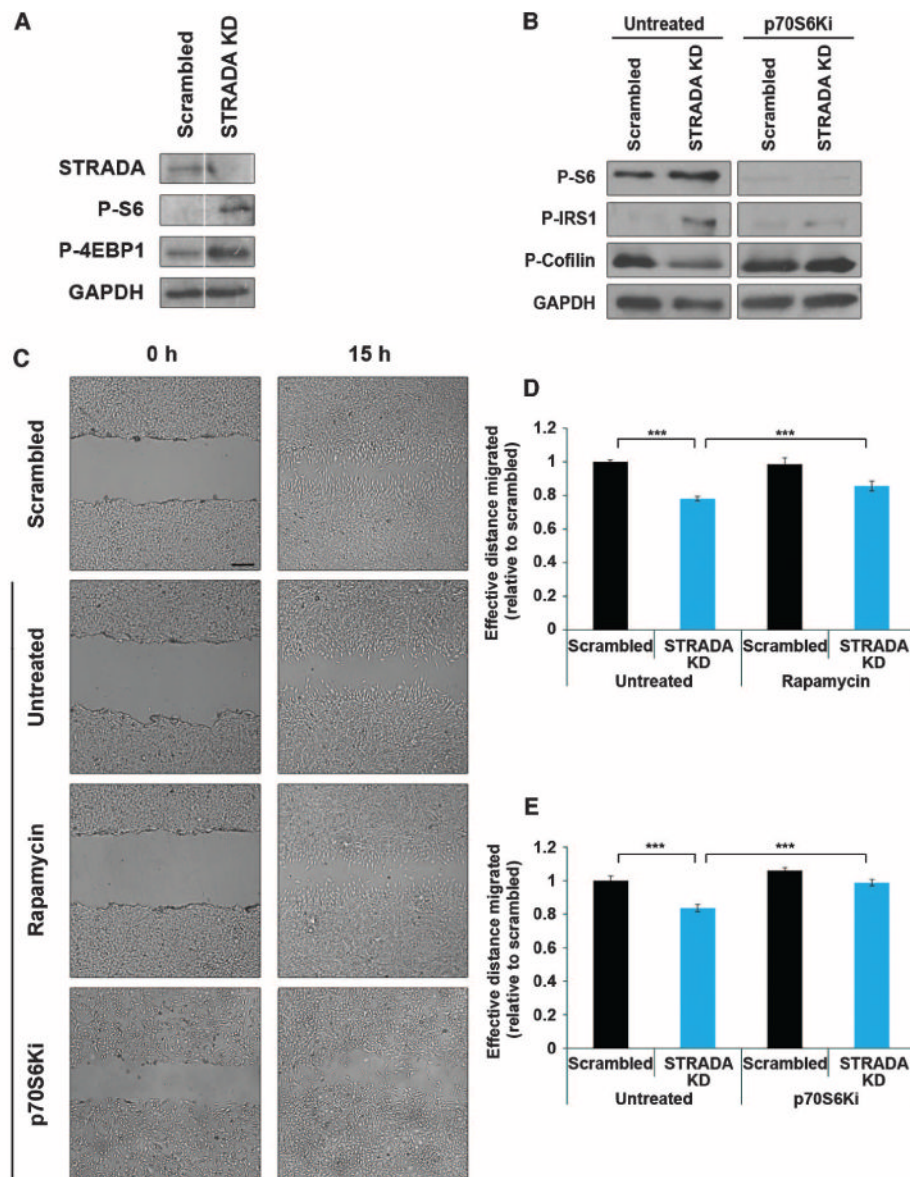 A
Scrambled
STRADA KD
STRADA
P-S6
P-4EBP1
GAPDH
B
Untreated
p70S6Ki
Scrambled
STRADA KD
Scrambled
STRADA KD
P-S6
P-IRS1
P-Cofilin
GAPDH
C
0 h
15 h
Scrambled
Untreated
Rapamycin
p70S6Ki
D
Effective distance migrated
(relative to scrambled)
1.2
1
0.8
0.6
0.4
0.2
0
***
***
Scrambled
STRADA
KD
Scrambled
STRADA
KD
Untreated
Rapamycin
E
Effective distance migrated
(relative to scrambled)
1.2
1
0.8
0.6
0.4
0.2
0
***
***
Scrambled
STRADA
KD
Scrambled
STRADA
KD
Untreated
p70S6Ki